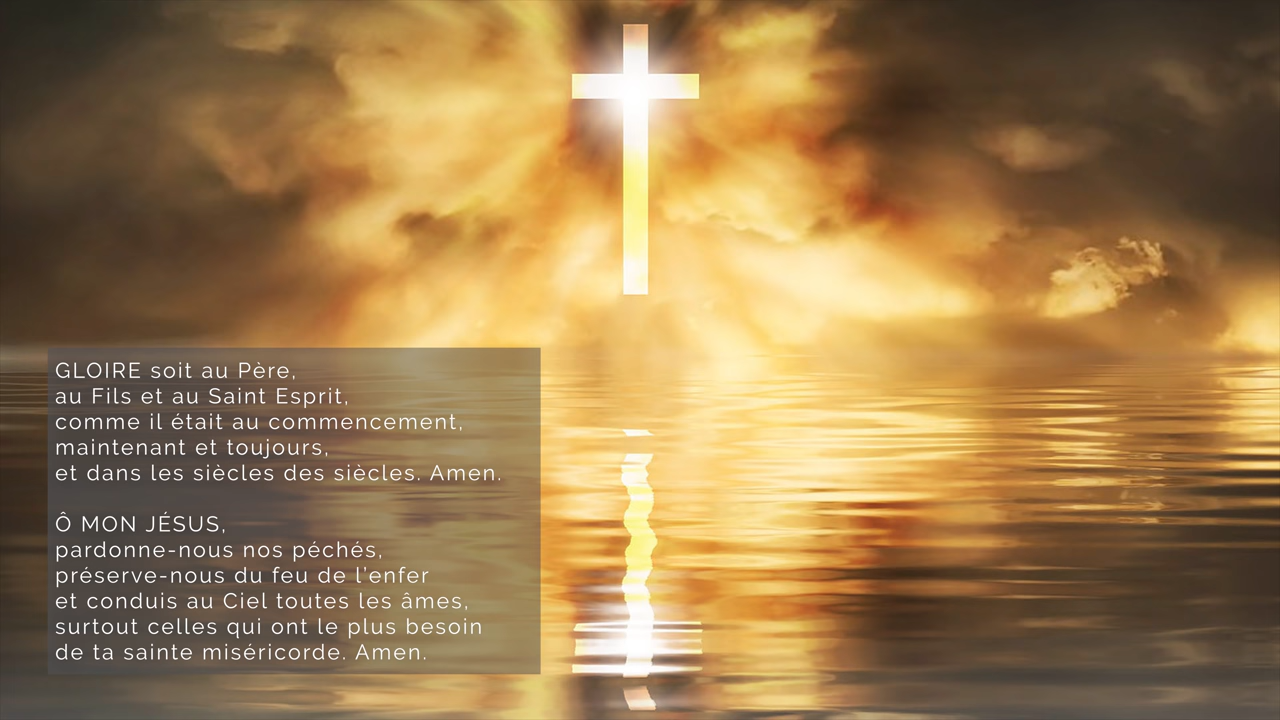 GLOIRE soit au Père,
au Fils et au Saint Esprit,
comme il était au commencement,
maintenant et toujours,
et dans les siècles des siècles. Amen.
Ô MON JÉSUS,
pardonne-nous nos péchés,
préserve-nous du feu de l'enfer
et conduis au Ciel toutes les âmes,
surtout celles qui ont le plus besoin
de ta sainte miséricorde. Amen.